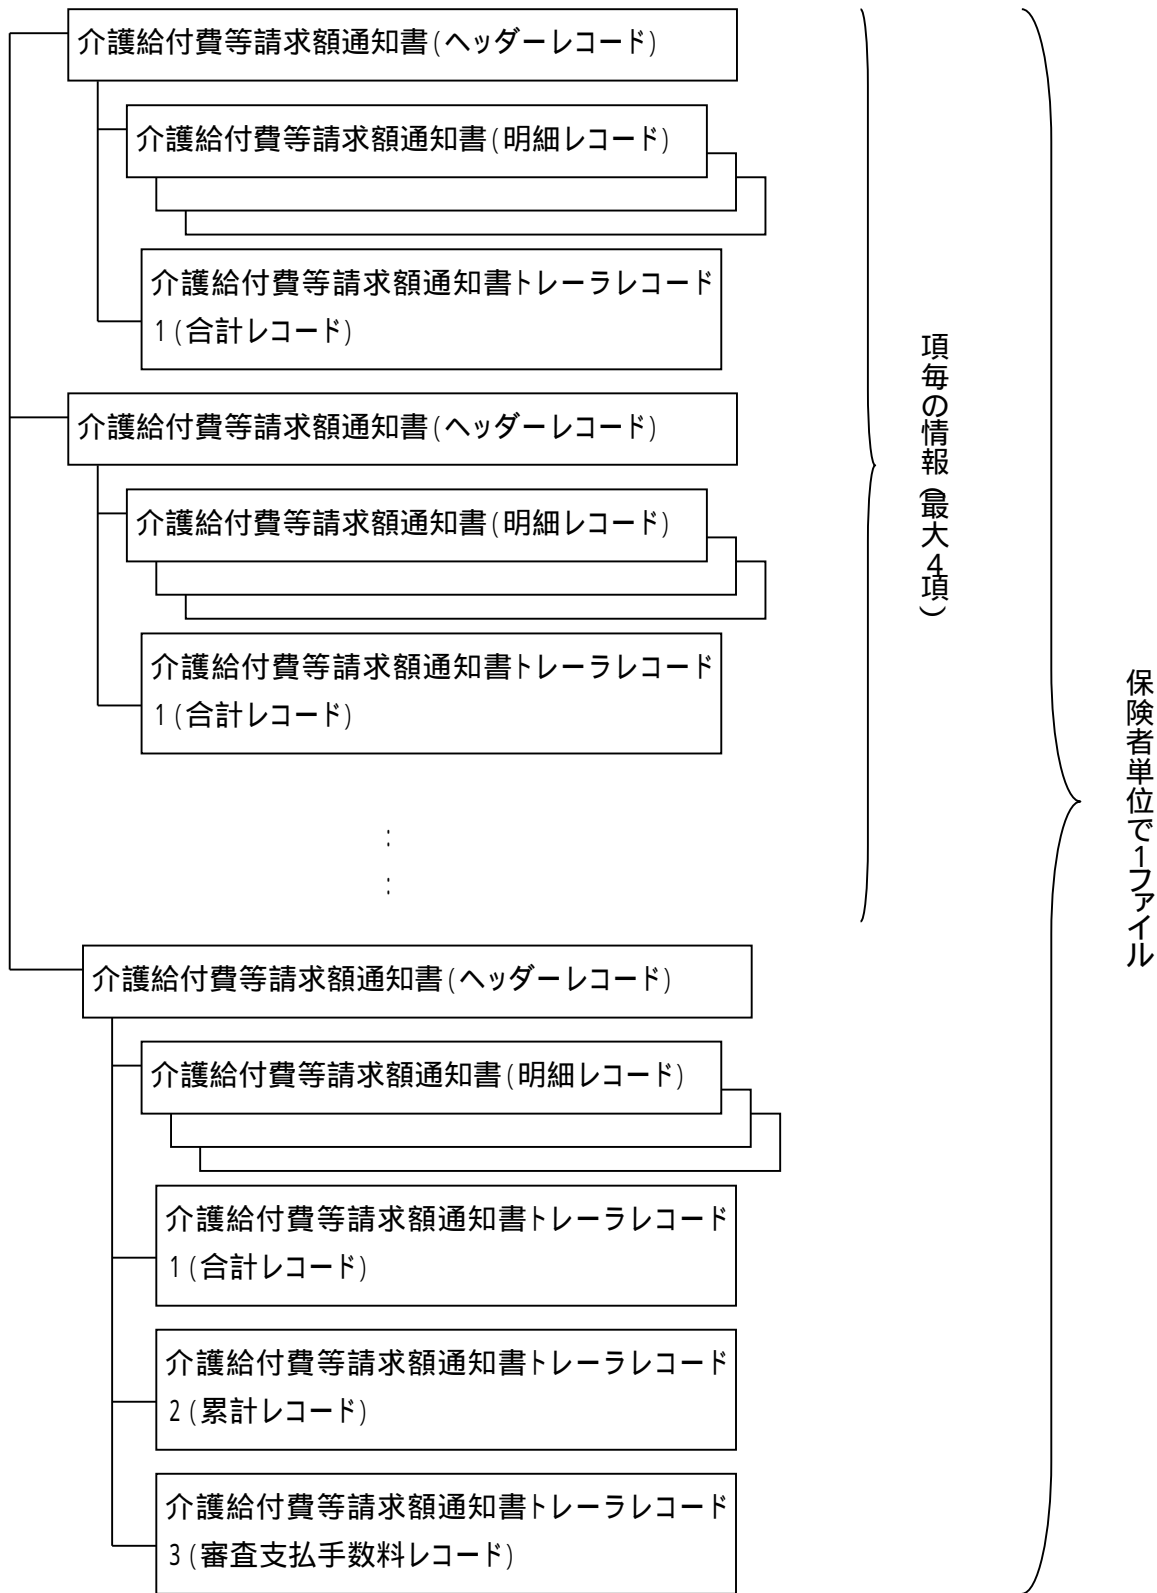 介護給付費等請求額通知書(ヘッダーレコード)
介護給付費等請求額通知書(明細レコード)
介護給付費等請求額通知書トレーラレコード
1(合計レコード)
介護給付費等請求額通知書(ヘッダーレコード)
介護給付費等請求額通知書(明細レコード)
介護給付費等請求額通知書トレーラレコード
1(合計レコード)
:
:
介護給付費等請求額通知書(ヘッダーレコード)
介護給付費等請求額通知書(明細レコード)
介護給付費等請求額通知書トレーラレコード
1(合計レコード)
介護給付費等請求額通知書トレーラレコード
2(累計レコード)
介護給付費等請求額通知書トレーラレコード
3(審査支払手数料レコード)
項毎の情報(最大4項)
保険者単位で1ファイル